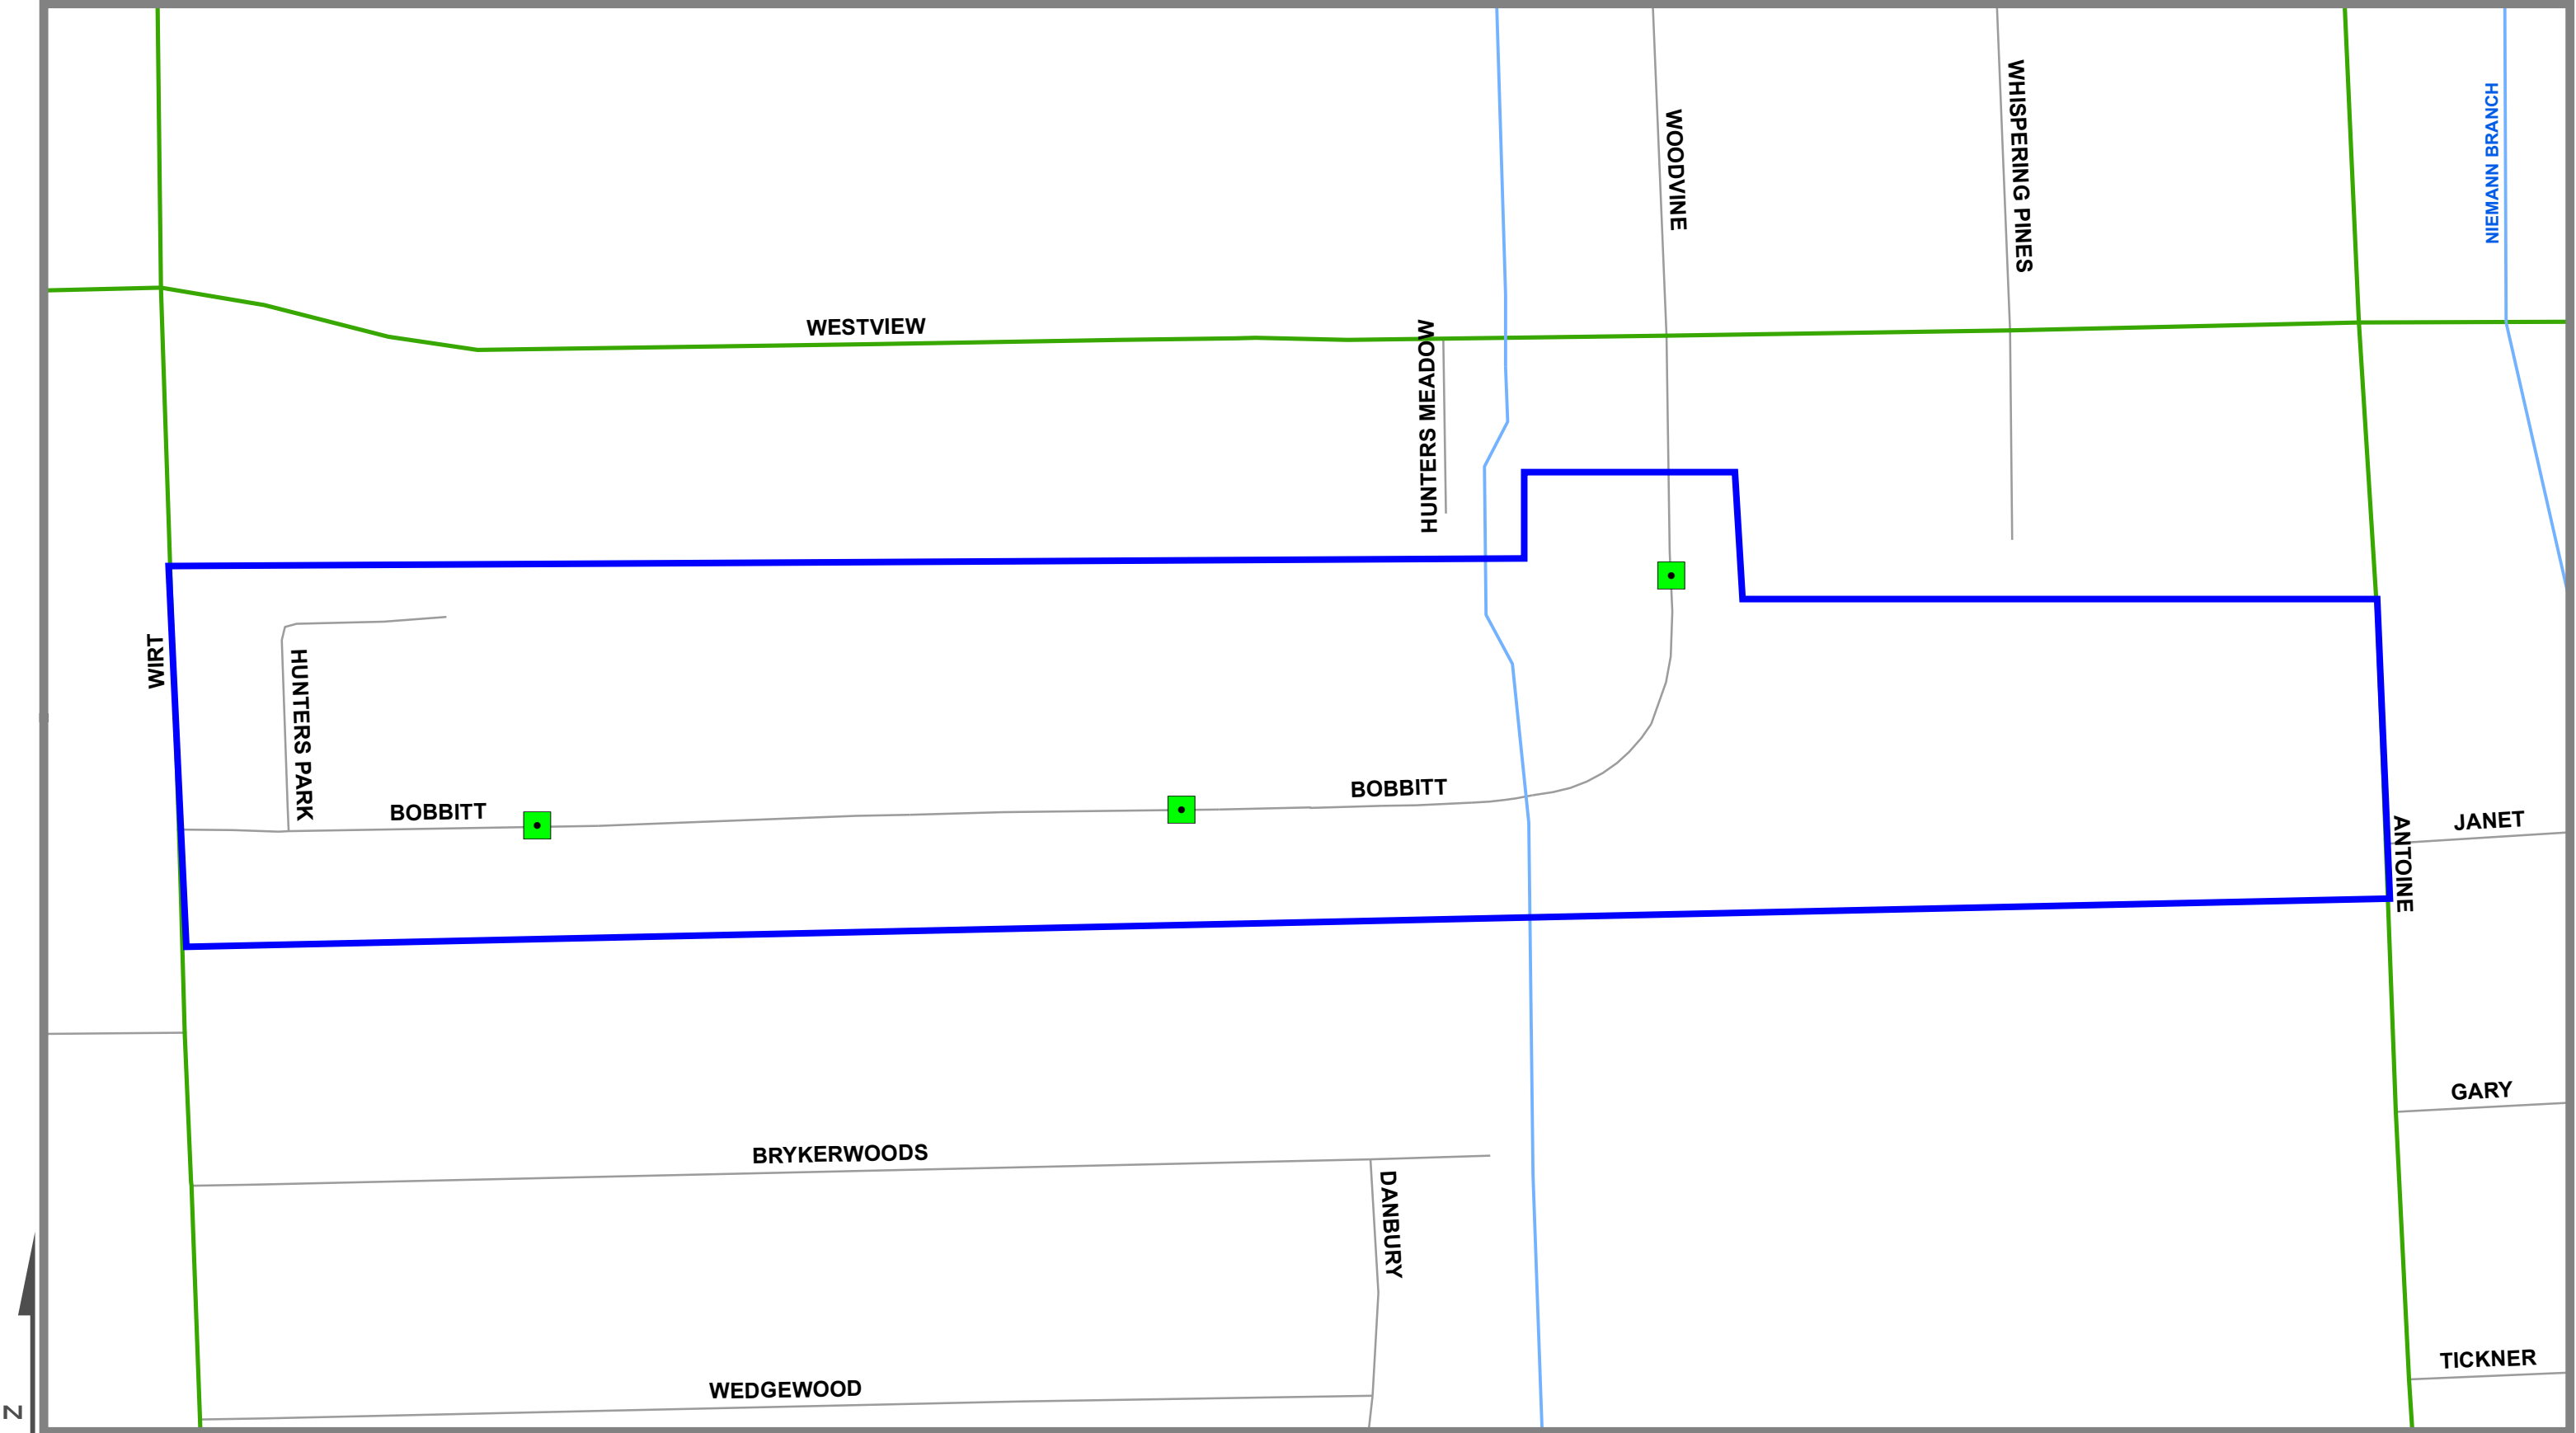 WHISPERING PINES
NIEMANN BRANCH
WOODVINE
WESTVIEW
HUNTERS MEADOW
WIRT
HUNTERS PARK
BOBBITT
BOBBITT
JANET
ANTOINE
GARY
BRYKERWOODS
DANBURY
TICKNER
WEDGEWOOD
N